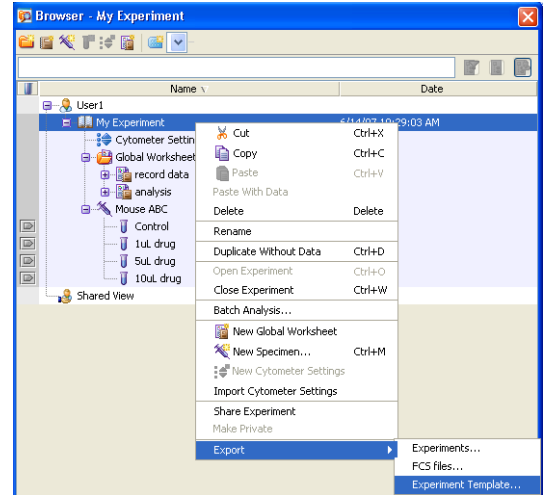 Browser - My Experiment
Name Date
User1
My Experiment 6/14/07 10:29:03 AM
Cytometer Settin
Global Worksheet
record data
analysis
Mouse ABC
Control
1uL drug
5uL drug
10uL drug
Shared View
Cut Ctrl+X
Copy Ctrl+C
Paste Ctrl+V
Paste With Data
Delete Delete
Rename
Duplicate Without Data Ctrl+D
Open Experiment Ctrl+O
Close Experiment Ctrl+W
Batch Analysis...
New Global Worksheet
New Specimen... Ctrl+M
New Cytometer Settings
Import Cytometer Settings
Share Experiment
Make Private
Export
Experiments...
FCS files...
Experiment Template...